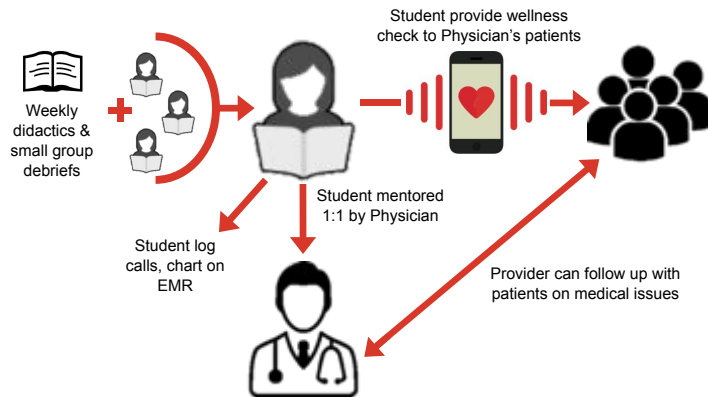 Student provide wellness
check to Physician's patients
Weekly
didactics &
small group
debriefs
Student mentored
1:1 by Physician
Student log
calls, chart on
EMR
Provider can follow up with
patients on medical issues